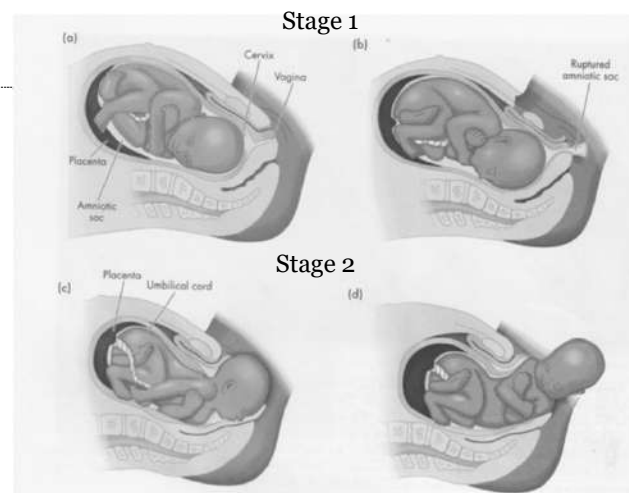 Stage 1
(a)
Cervix
Vagina
Placenta
Amniotic
sac
(b)
Ruptured
amniotic sac
Stage 2
(c)
Placenta
Umbilical cord
(d)